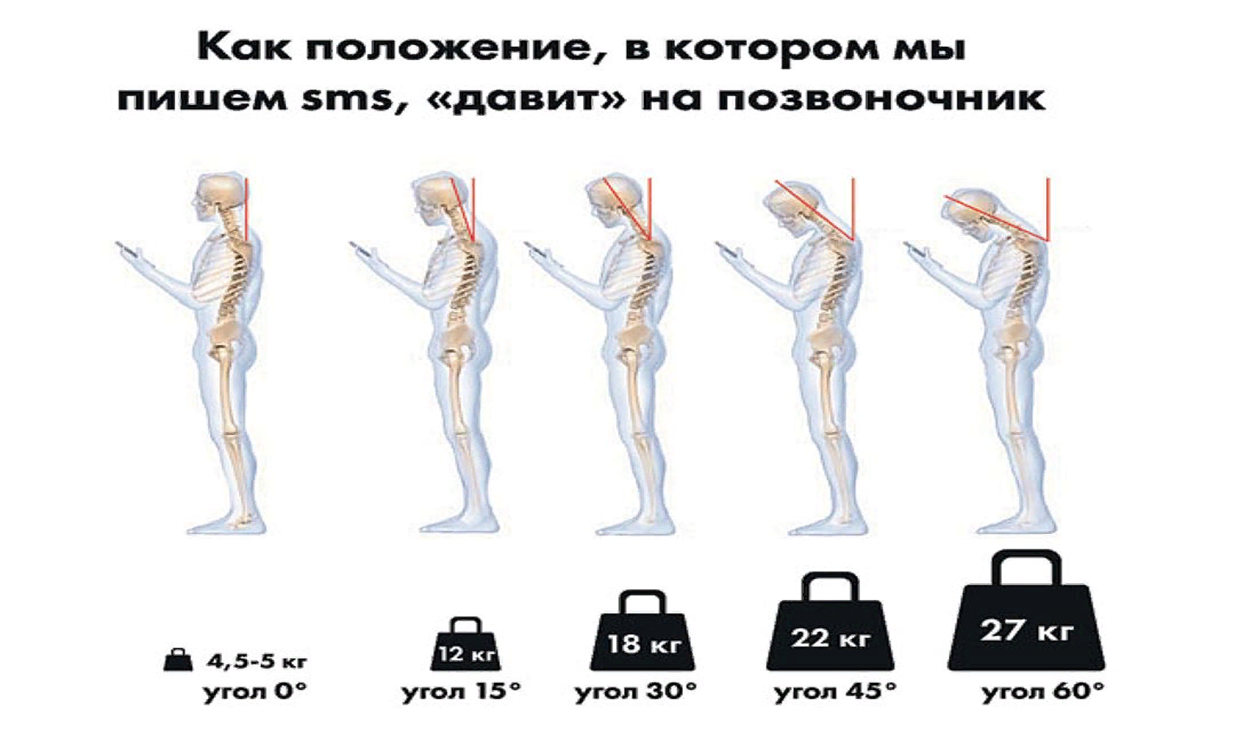 Как положение, в котором мы
пишем sms, «давит» на позвоночник
4,5-5 кг
12 кг
18 кг
22 кг
27 кг
угол 0°
угол 15°
угол 30°
угол 45°
угол 60°